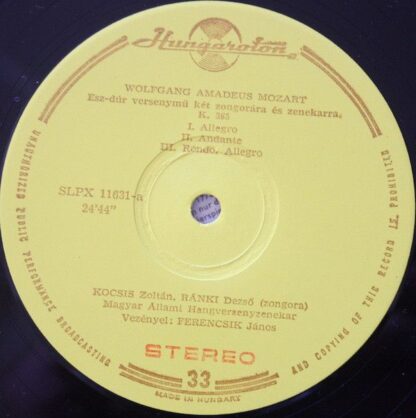 Hungaroton
WOLFGANG AMADEUS MOZART
Esz-dúr versenymű két zongorára és zenekarra,
K. 365
I. Allegro
II. Andante
III. Rondo. Allegro
SLPX 11631-a
24'44"
KOCSIS Zoltán, RÁNKI Dezső (zongora)
Magyar Állami Hangversenyzenekar
Vezényel: FERENCSIK János
STEREO
33
MADE IN HUNGARY
UNAUTHORIZED PUBLIC PERFORMANCE BROADCASTING
AND COPYING OF THIS RECORD IS PROHIBITED
nur d